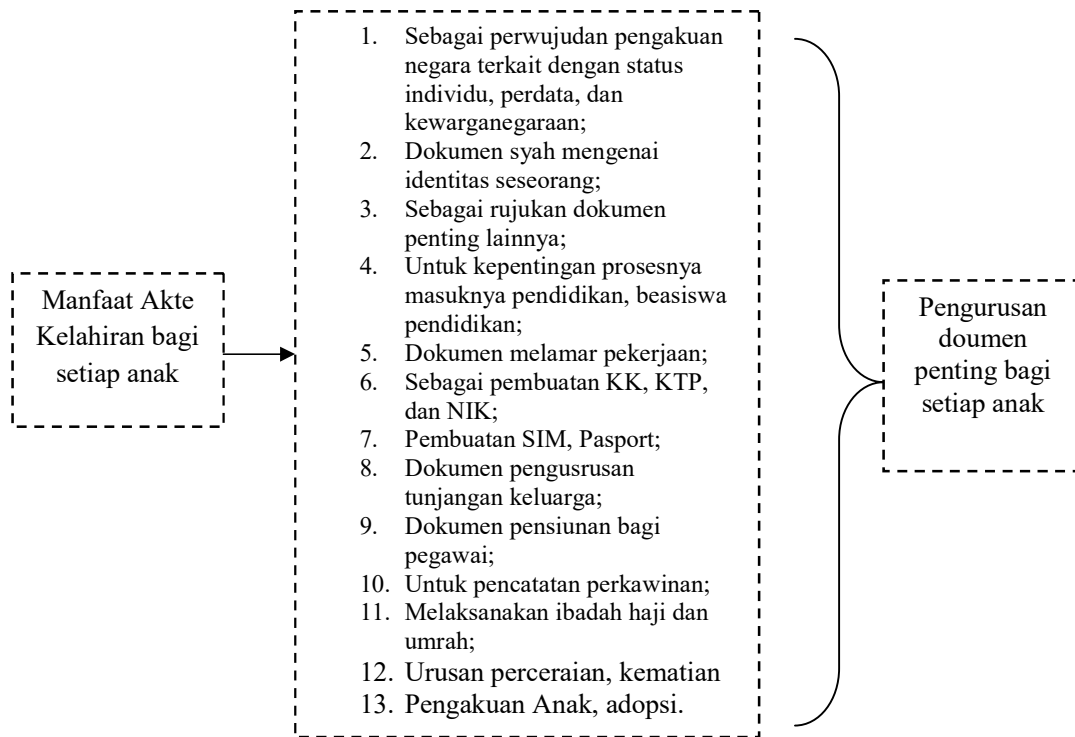 Manfaat Akte
Kelahiran bagi
setiap anak
1. Sebagai perwujudan pengakuan
negara terkait dengan status
individu, perdata, dan
kewarganegaraan;
2. Dokumen syah mengenai
identitas seseorang;
3. Sebagai rujukan dokumen
penting lainnya;
4. Untuk kepentingan prosesnya
masuknya pendidikan, beasiswa
pendidikan;
5. Dokumen melamar pekerjaan;
6. Sebagai pembuatan KK, KTP,
dan NIK;
7. Pembuatan SIM, Pasport;
8. Dokumen pengusrusan
tunjangan keluarga;
9. Dokumen pensiunan bagi
pegawai;
10. Untuk pencatatan perkawinan;
11. Melaksanakan ibadah haji dan
umrah;
12. Urusan perceraian, kematian
13. Pengakuan Anak, adopsi.
Pengurusan
doumen
penting bagi
setiap anak